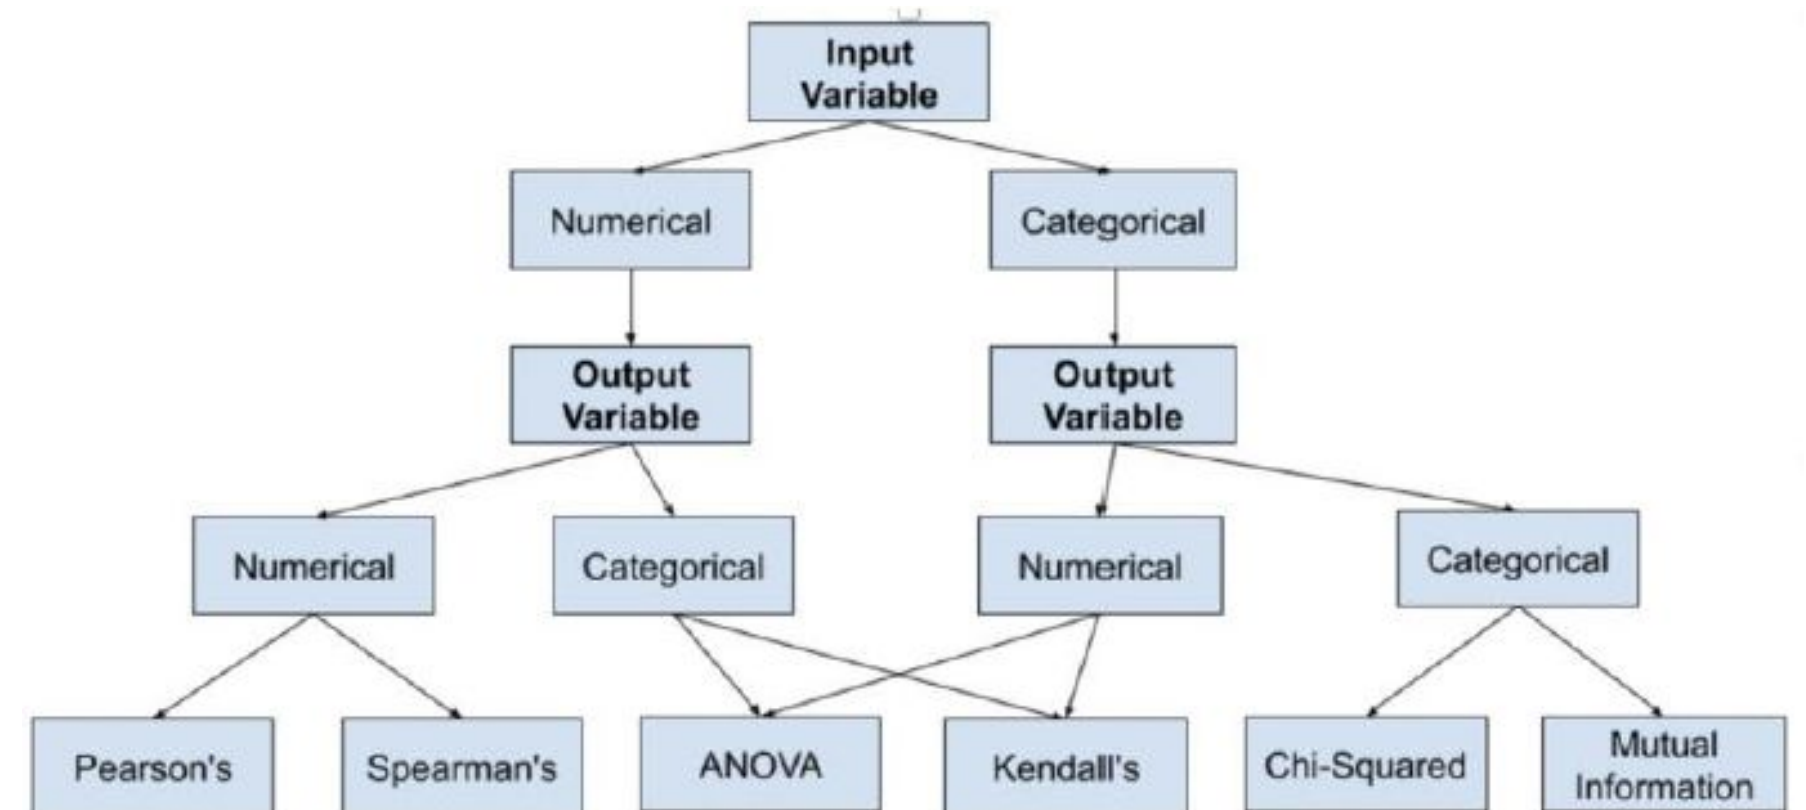 Input
Variable
Numerical
Categorical
Output
Variable
Output
Variable
Numerical
Categorical
Numerical
Categorical
Pearson's
Spearman's
ANOVA
Kendall's
Chi-Squared
Mutual
Information